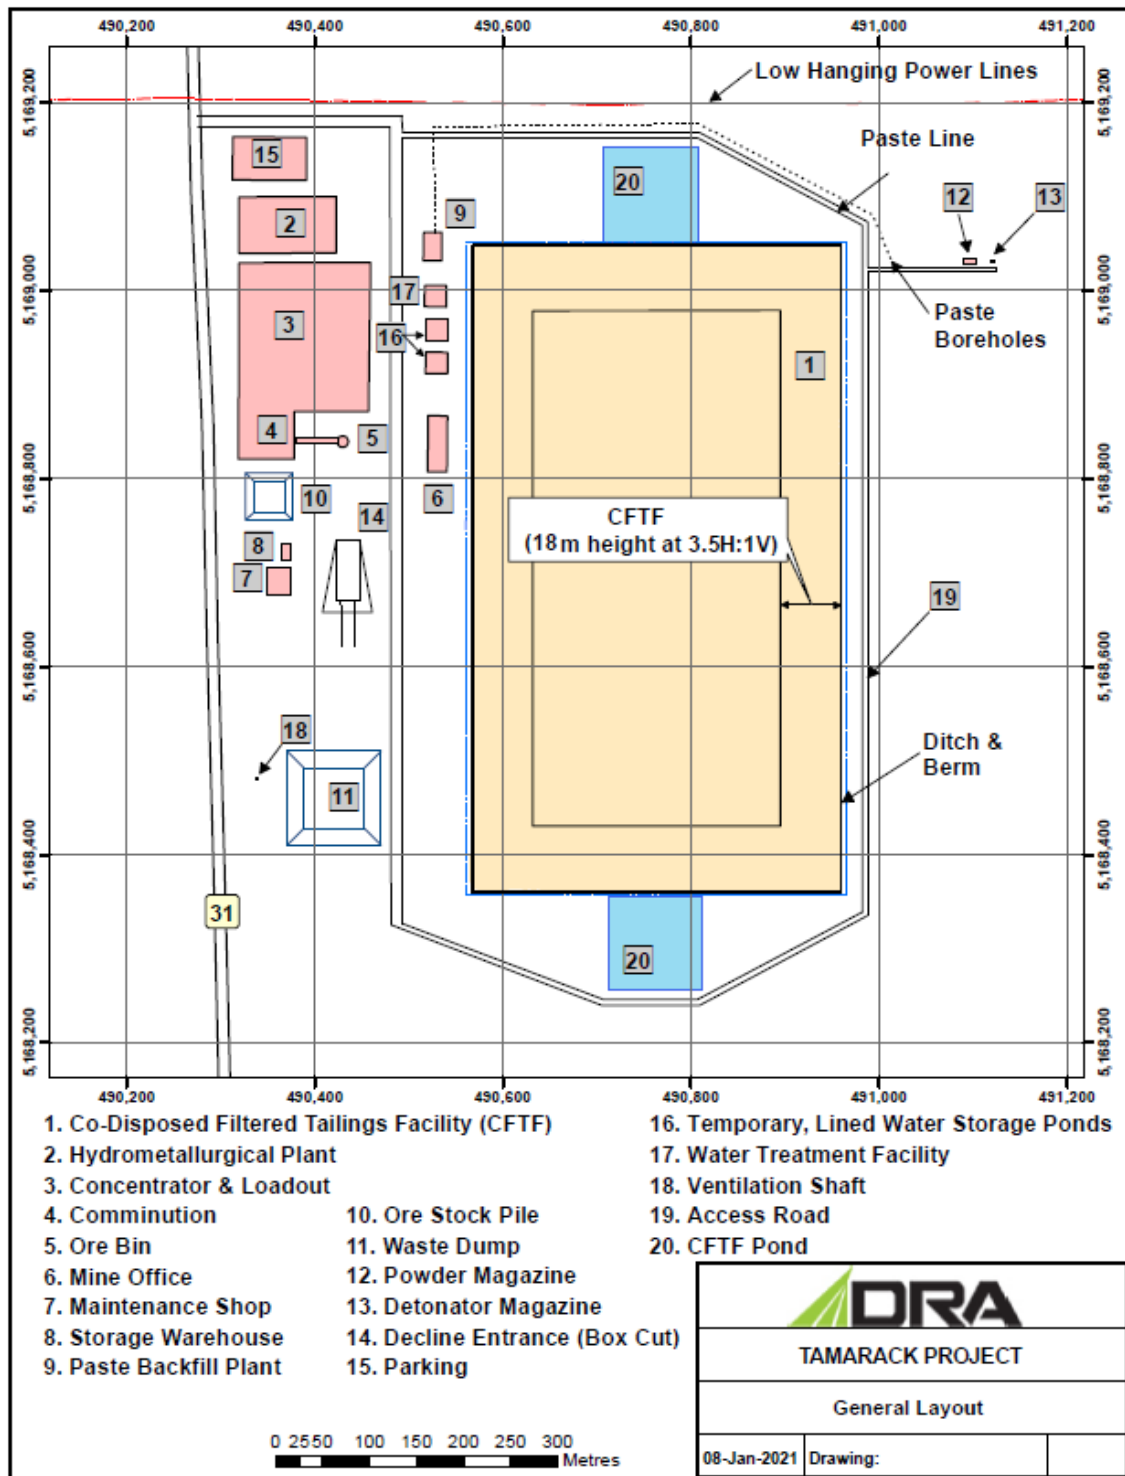 490,200 490,400 490,600 490,800 491,000 491,200
5,169,200
5,169,200
Low Hanging Power Lines
Paste Line
15
20
12
13
2
9
5,169,000
5,169,000
17
Paste
Boreholes
3
16
1
4
5
5,168,800
5,168,800
10
6
14
CFTF
(18m height at 3.5H:1V)
8
7
19
5,168,600
5,168,600
18
Ditch &
Berm
11
5,168,400
5,168,400
31
20
5,168,200
5,168,200
490,200 490,400 490,600 490,800 491,000 491,200
1. Co-Disposed Filtered Tailings Facility (CFTF)
2. Hydrometallurgical Plant
3. Concentrator & Loadout
4. Comminution
5. Ore Bin
6. Mine Office
7. Maintenance Shop
8. Storage Warehouse
9. Paste Backfill Plant
10. Ore Stock Pile
11. Waste Dump
12. Powder Magazine
13. Detonator Magazine
14. Decline Entrance (Box Cut)
15. Parking
16. Temporary, Lined Water Storage Ponds
17. Water Treatment Facility
18. Ventilation Shaft
19. Access Road
20. CFTF Pond
DRA
TAMARACK PROJECT
General Layout
08-Jan-2021 Drawing:
0 25 50 100 150 200 250 300
Metres